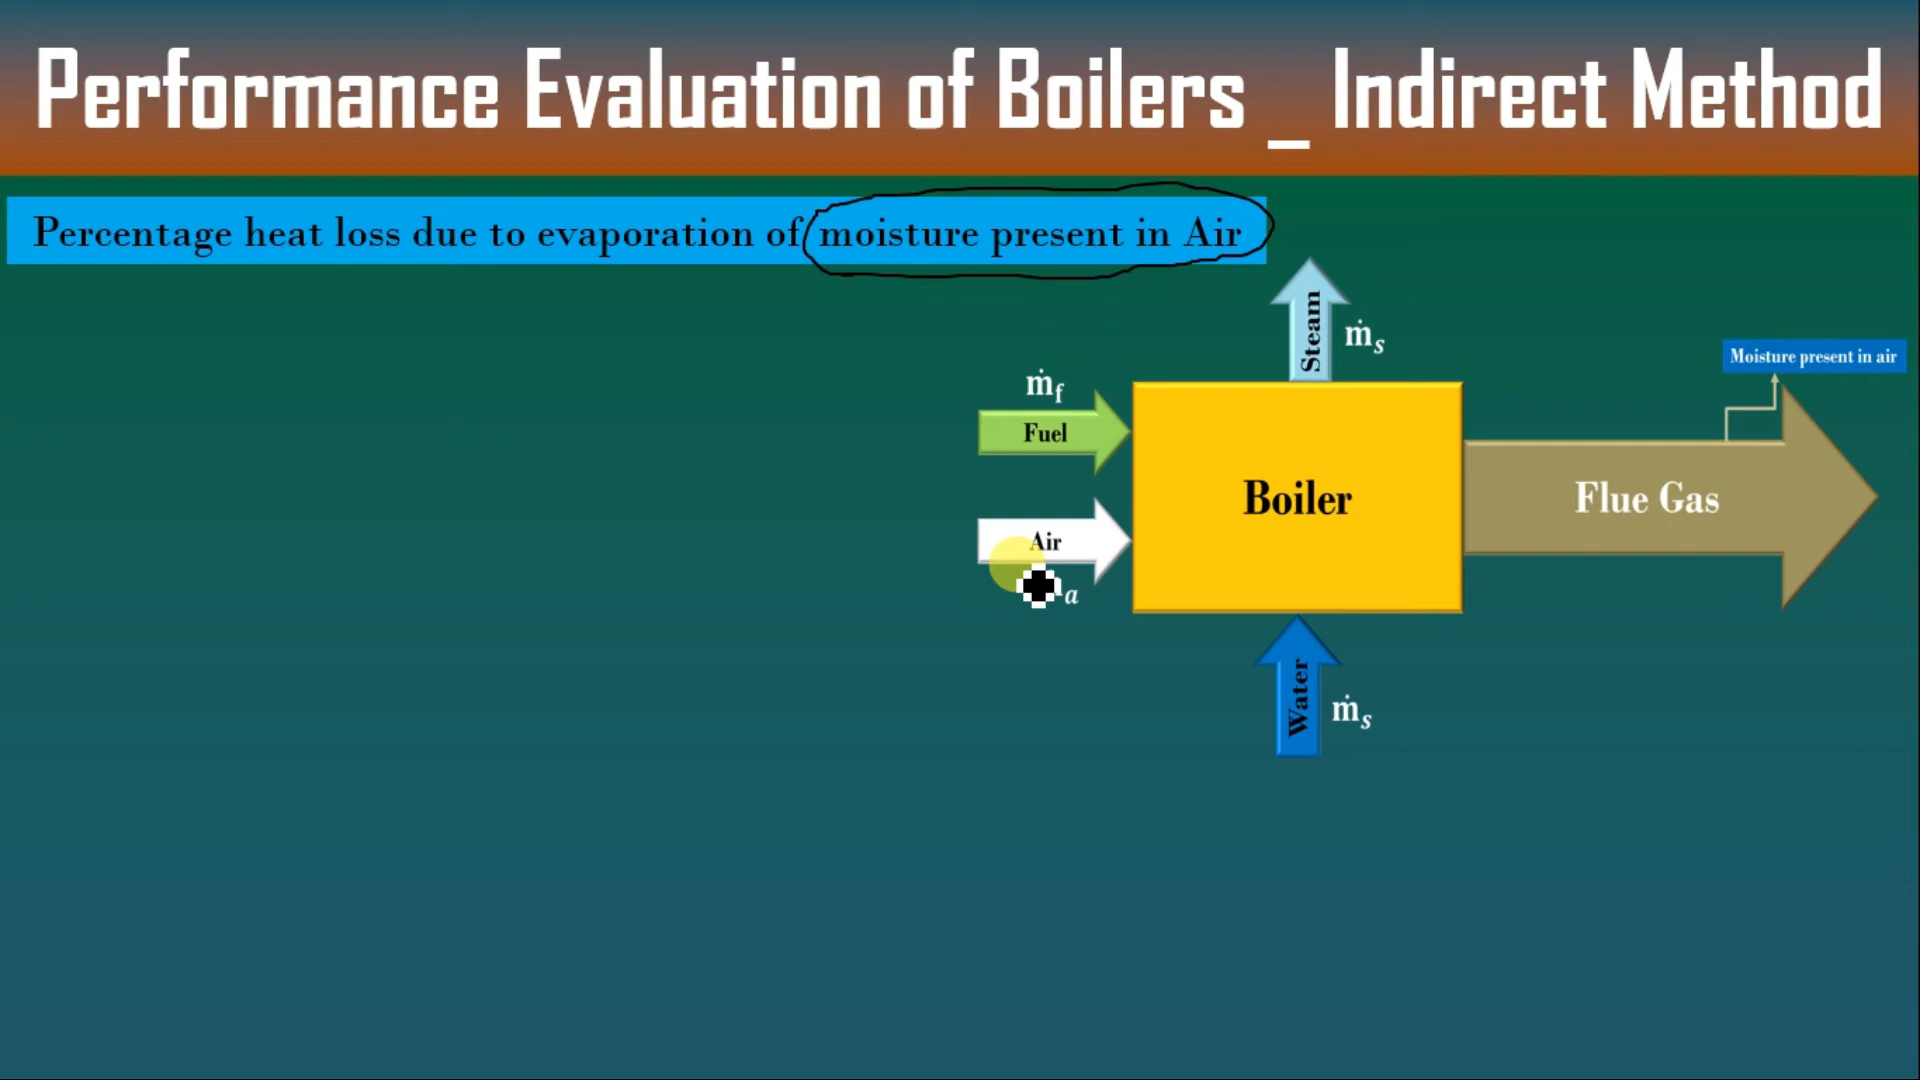 Performance Evaluation of Boilers _ Indirect Method
Percentage heat loss due to evaporation of moisture present in Air
Steam
ṁₛ
Moisture present in air
ṁ_f
Fuel
Boiler
Flue Gas
Air
ₐ
Water
ṁₛ